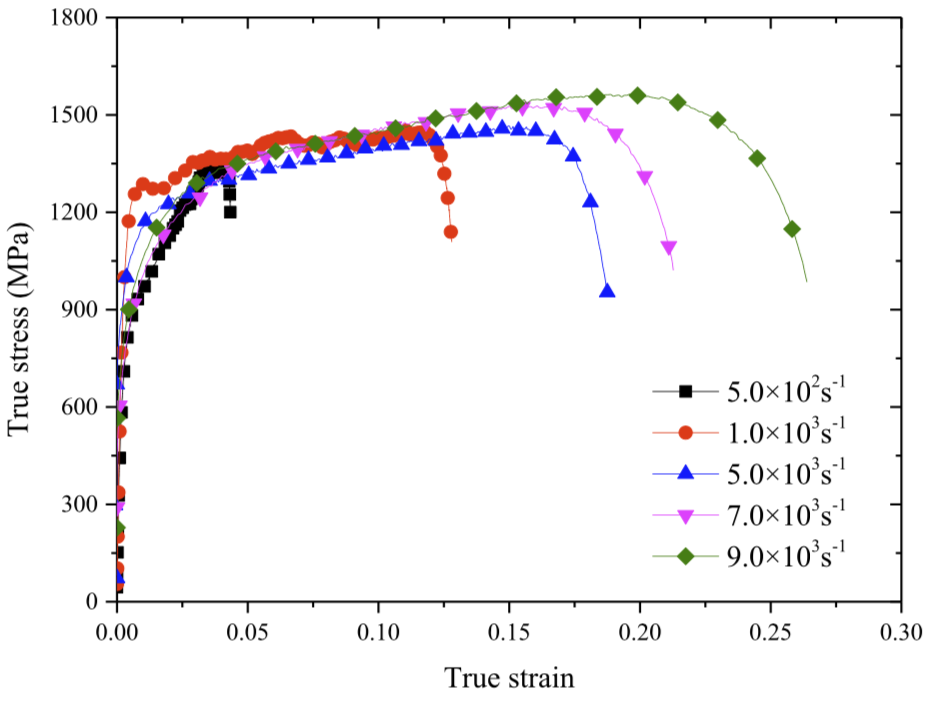 True stress (MPa)
1800
1500
1200
900
600
300
0
5.0×10²s⁻¹
1.0×10³s⁻¹
5.0×10³s⁻¹
7.0×10³s⁻¹
9.0×10³s⁻¹
0.00 0.05 0.10 0.15 0.20 0.25 0.30
True strain